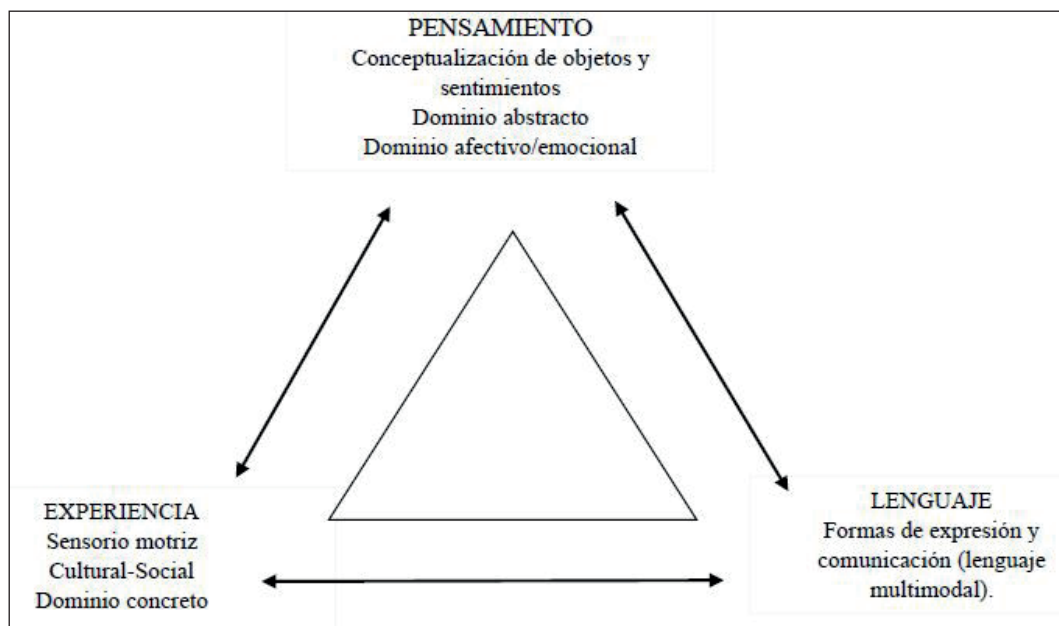 PENSAMIENTO
Conceptualización de objetos y
sentimientos
Dominio abstracto
Dominio afectivo/emocional
EXPERIENCIA
Sensorio motriz
Cultural-Social
Dominio concreto
LENGUAJE
Formas de expresión y
comunicación (lenguaje
multimodal).